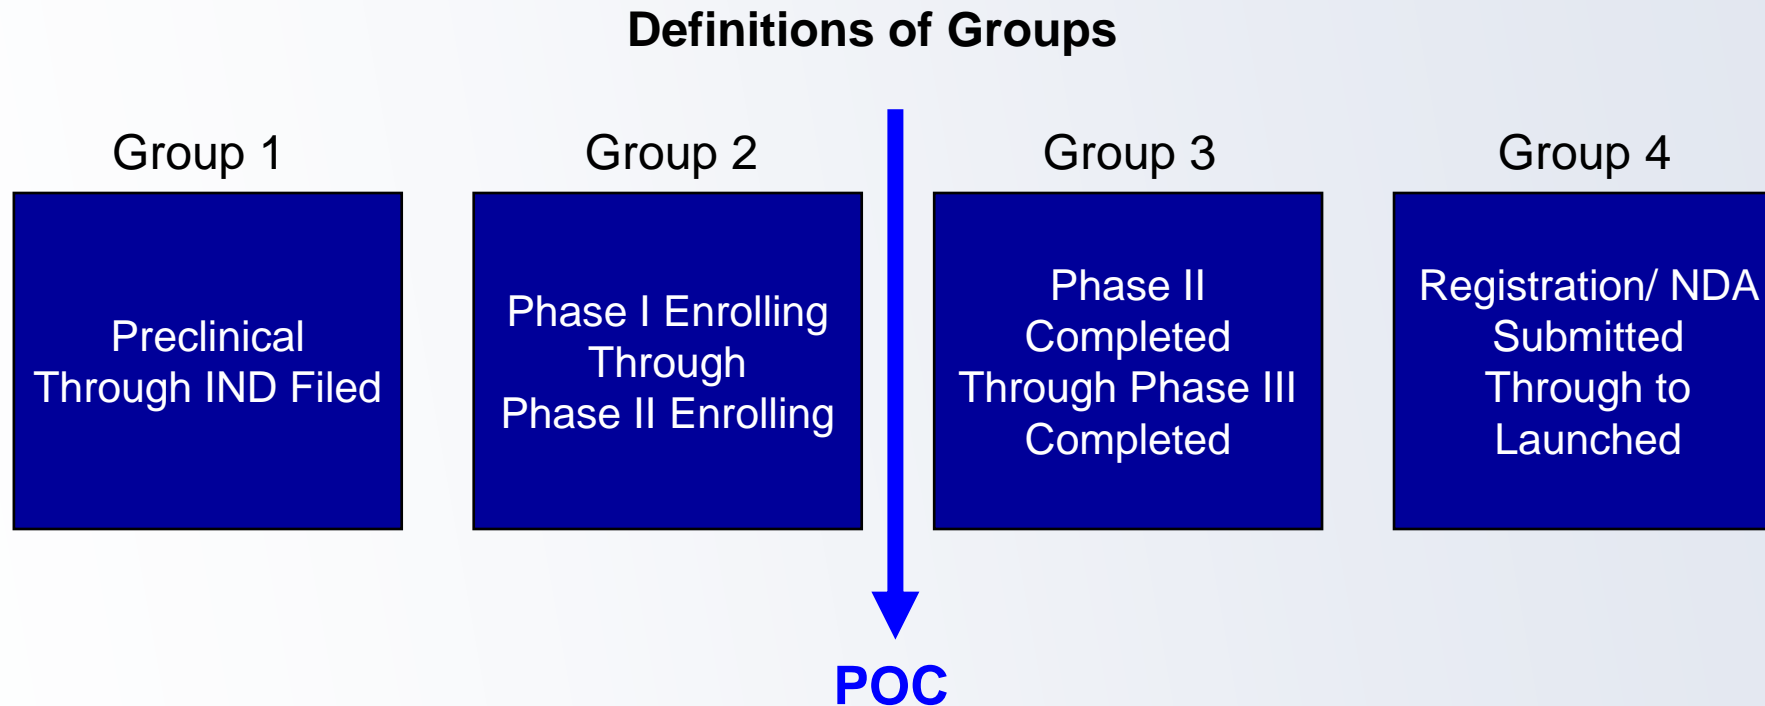 Definitions of Groups
Group 1
Group 2
Group 3
Group 4
Preclinical
Through IND Filed
Phase I Enrolling
Through
Phase II Enrolling
Phase II
Completed
Through Phase III
Completed
Registration/ NDA
Submitted
Through to
Launched
POC